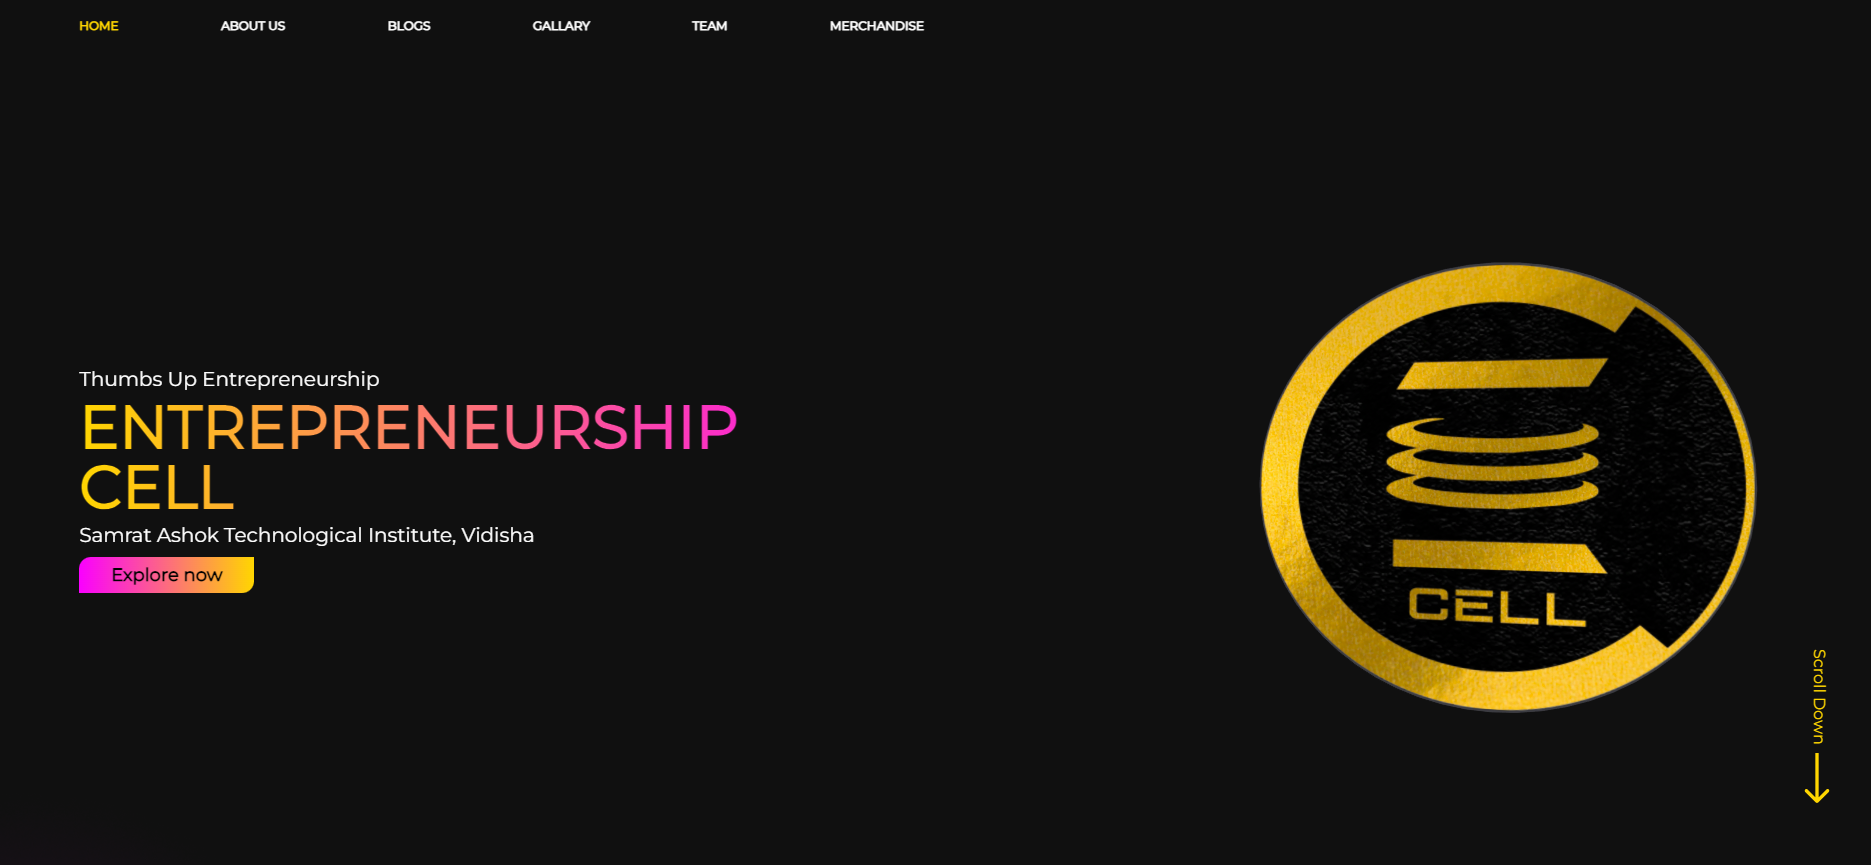 HOME ABOUT US BLOGS GALLARY TEAM MERCHANDISE
Thumbs Up Entrepreneurship
ENTREPRENEURSHIP
CELL
Samrat Ashok Technological Institute, Vidisha
Explore now
CELL
Scroll Down